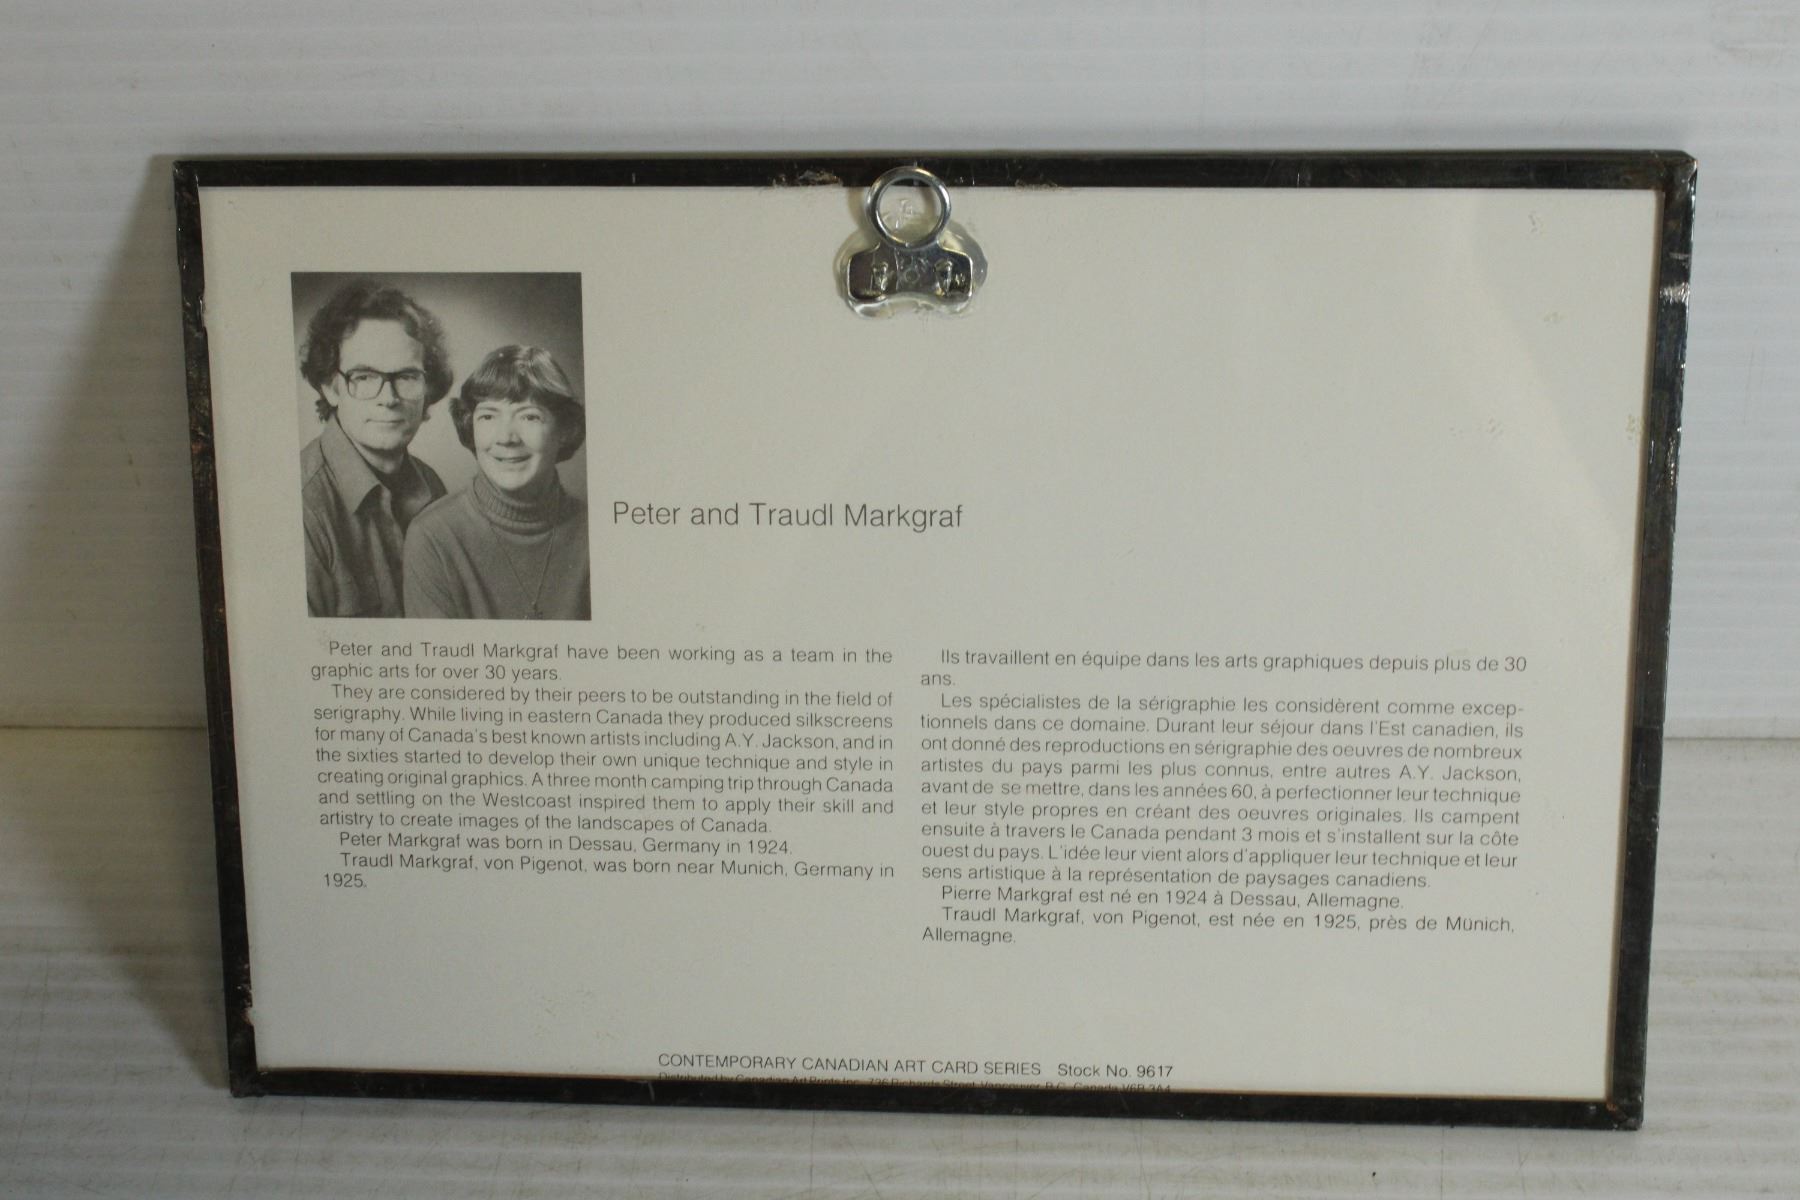 Peter and Traudl Markgraf
Peter and Traudl Markgraf have been working as a team in the
graphic arts for over 30 years.
They are considered by their peers to be outstanding in the field of
serigraphy. While living in eastern Canada they produced silkscreens
for many of Canada's best known artists including A.Y. Jackson, and in
the sixties started to develop their own unique technique and style in
creating original graphics. A three month camping trip through Canada
and settling on the Westcoast inspired them to apply their skill and
artistry to create images of the landscapes of Canada.
Peter Markgraf was born in Dessau, Germany in 1924.
Traudl Markgraf, von Pigenot, was born near Munich, Germany in
1925.
Ils travaillent en équipe dans les arts graphiques depuis plus de 30
ans.
Les spécialistes de la sérigraphie les considèrent comme excep-
tionnels dans ce domaine. Durant leur séjour dans l'Est canadien, ils
ont donné des reproductions en sérigraphie des oeuvres de nombreux
artistes du pays parmi les plus connus, entre autres A.Y. Jackson,
avant de se mettre, dans les années 60, à perfectionner leur technique
et leur style propres en créant des oeuvres originales. Ils campent
ensuite à travers le Canada pendant 3 mois et s'installent sur la côte
ouest du pays. L'idée leur vient alors d'appliquer leur technique et leur
sens artistique à la représentation de paysages canadiens.
Pierre Markgraf est né en 1924 à Dessau, Allemagne.
Traudl Markgraf, von Pigenot, est née en 1925, près de Münich,
Allemagne.
CONTEMPORARY CANADIAN ART CARD SERIES Stock No. 9617
Distributed by Canadian Art Prints Inc. 736 Richards Street, Vancouver, B.C. Canada V6B 3A4